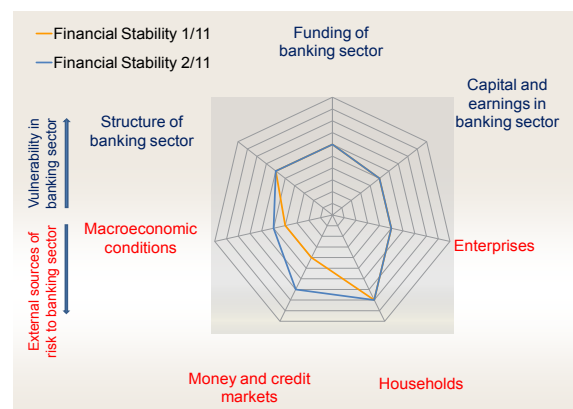 Financial Stability 1/11
Financial Stability 2/11
Funding of
banking sector
Capital and
earnings in
banking sector
Structure of
banking sector
Vulnerability in
banking sector
Macroeconomic
conditions
Enterprises
External sources of
risk to banking sector
Money and credit
markets
Households